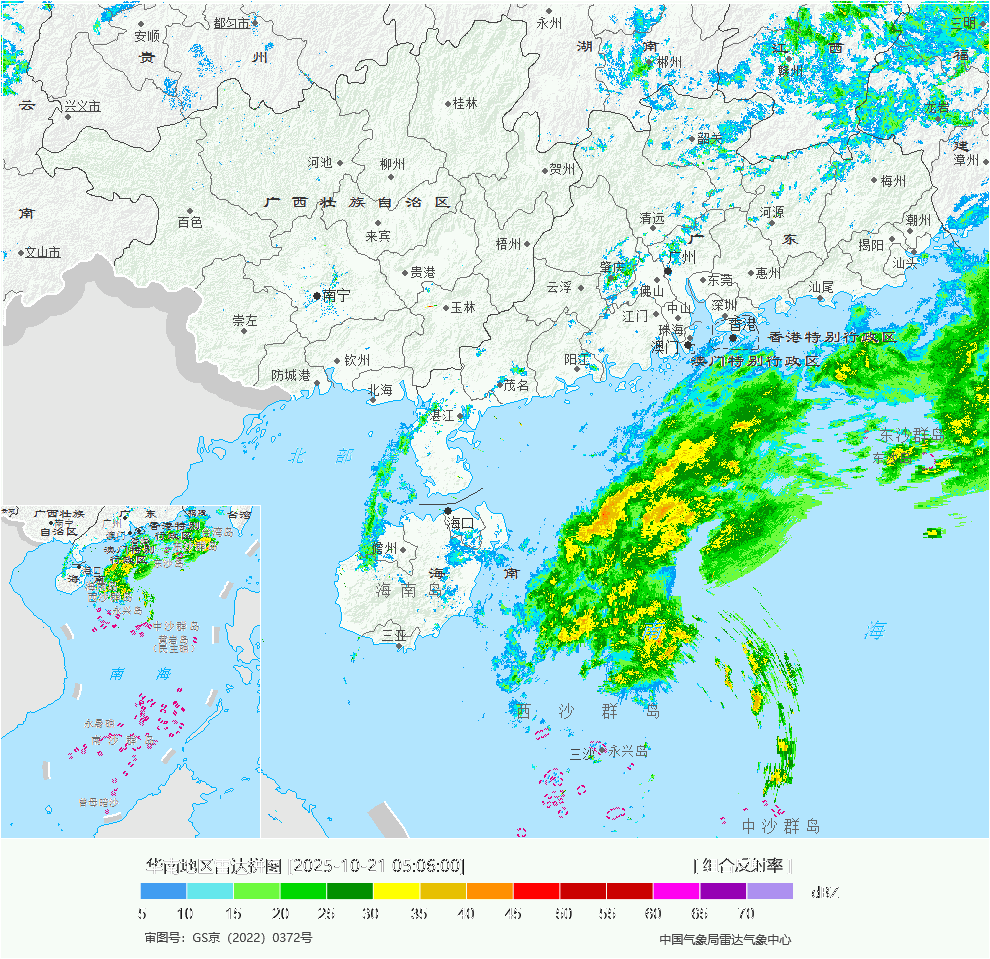 永州
三明
都匀市
安顺
湖 南
江 西
贵 州
郴州
赣州
福
云
兴义市
桂林
龙岩
韶关
建
漳州
河池
柳州
贺州
梅州
南
广西壮族自治区
百色
清远
河源
潮州
来宾
梧州
广 东
揭阳
文山市
广州
汕头
肇庆
贵港
东莞
惠州
南宁
云浮
佛山
汕尾
玉林
中山
深圳
崇左
江门
珠海
香港
香港特别行政区
澳门
澳门特别行政区
钦州
阳江
防城港
茂名
北海
湛江
东沙群岛
北 部
海口
儋州
海 南
海南岛
三亚
南 海
西沙群岛
三沙
永兴岛
中沙群岛
广西壮族
自治区
广 东
台湾
南宁
广州
香港特别
行政区
永兴岛
中沙群岛
黄岩岛
南 海
永暑礁
南沙群岛
曾母暗沙
华南地区雷达拼图 [2025-10-21 05:06:00]
[ 组合反射率 ]
dBZ
5 10 15 20 25 30 35 40 45 50 55 60 65 70
审图号：GS京（2022）0372号
中国气象局雷达气象中心